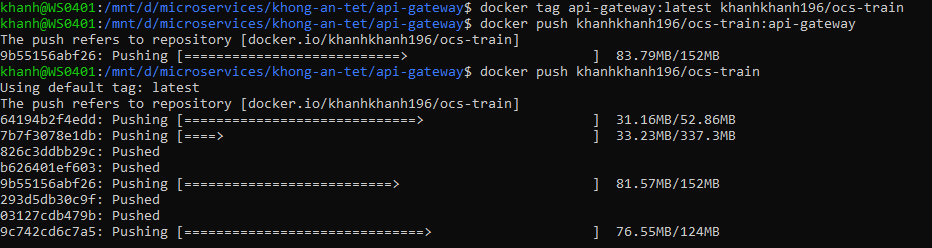 khanh@WS0401:/mnt/d/microservices/khong-an-tet/api-gateway$ docker tag api-gateway:latest khanhkhanh196/ocs-train
khanh@WS0401:/mnt/d/microservices/khong-an-tet/api-gateway$ docker push khanhkhanh196/ocs-train:api-gateway
The push refers to repository [docker.io/khanhkhanh196/ocs-train]
9b55156abf26: Pushing [===========================>                       ]  83.79MB/152MB
khanh@WS0401:/mnt/d/microservices/khong-an-tet/api-gateway$ docker push khanhkhanh196/ocs-train
Using default tag: latest
The push refers to repository [docker.io/khanhkhanh196/ocs-train]
64194b2f4edd: Pushing [=============================>                     ]  31.16MB/52.86MB
7b7f3078e1db: Pushing [====>                                              ]  33.23MB/337.3MB
826c3ddbb29c: Pushed
b626401ef603: Pushed
9b55156abf26: Pushing [==========================>                        ]  81.57MB/152MB
293d5db30c9f: Pushed
03127cdb479b: Pushed
9c742cd6c7a5: Pushing [==============================>                    ]  76.55MB/124MB